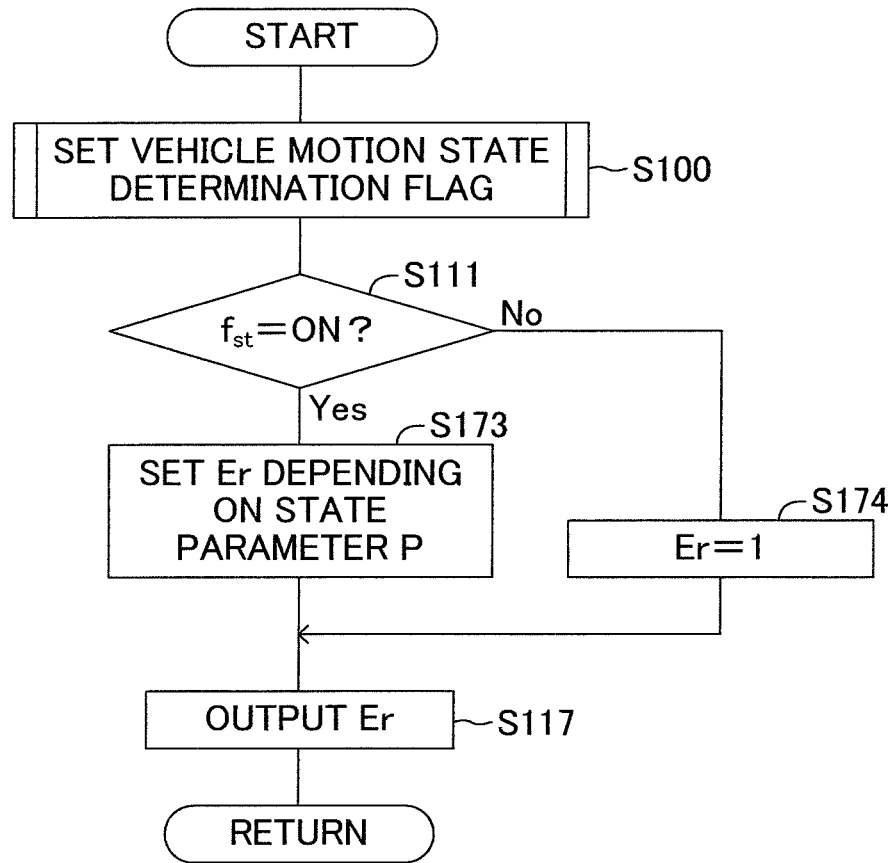 START
SET VEHICLE MOTION STATE
DETERMINATION FLAG
S100
S111
fst=ON?
No
Yes
S173
SET Er DEPENDING
ON STATE
PARAMETER P
S174
Er=1
OUTPUT Er
S117
RETURN